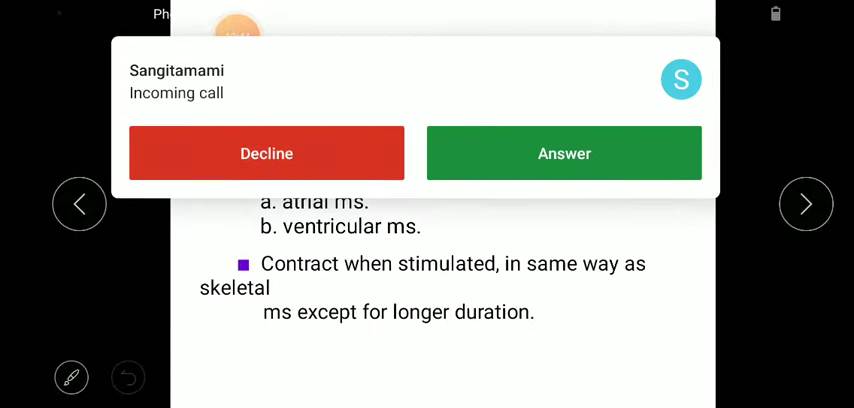 Ph
Sangitamami
Incoming call
S
Decline
Answer
a. atrial ms.
b. ventricular ms.
■ Contract when stimulated, in same way as
skeletal
ms except for longer duration.